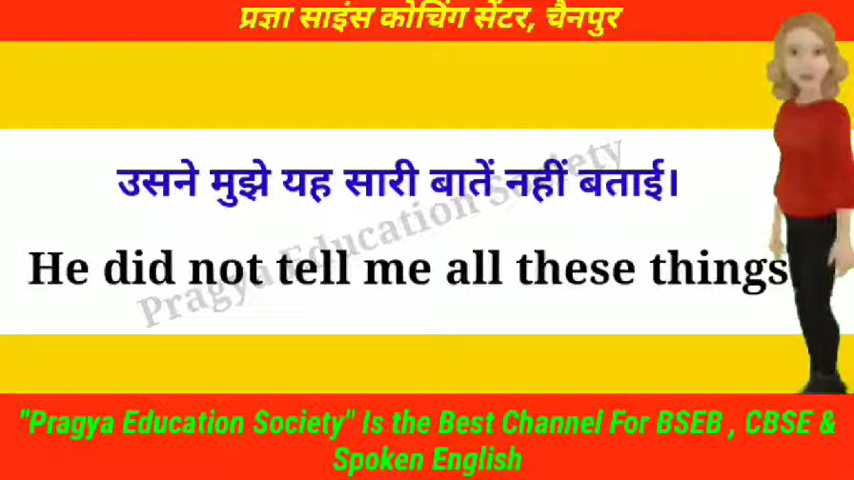 प्रज्ञा साइंस कोचिंग सेंटर, चैनपुर
उसने मुझे यह सारी बातें नहीं बताई।
Pragya Education Society
He did not tell me all these things
"Pragya Education Society" Is the Best Channel For BSEB , CBSE &
Spoken English